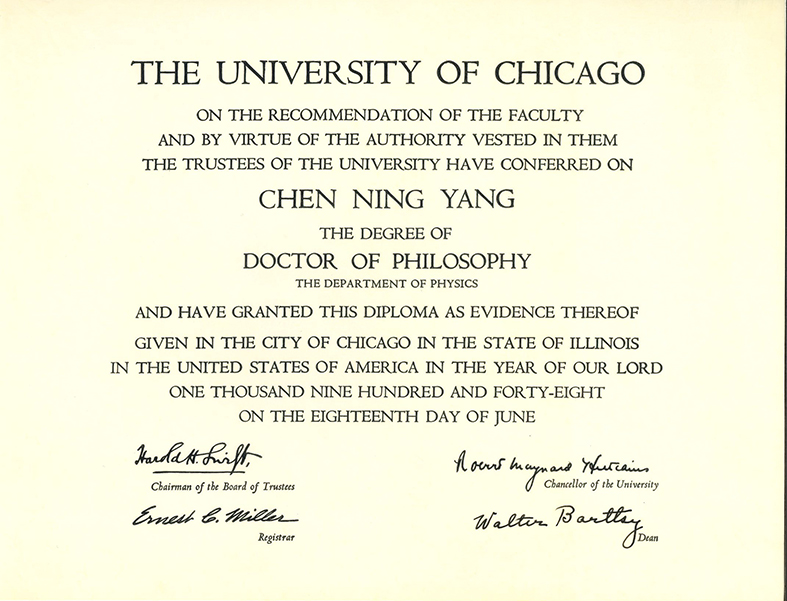 THE UNIVERSITY OF CHICAGO
ON THE RECOMMENDATION OF THE FACULTY
AND BY VIRTUE OF THE AUTHORITY VESTED IN THEM
THE TRUSTEES OF THE UNIVERSITY HAVE CONFERRED ON
CHEN NING YANG
THE DEGREE OF
DOCTOR OF PHILOSOPHY
THE DEPARTMENT OF PHYSICS
AND HAVE GRANTED THIS DIPLOMA AS EVIDENCE THEREOF
GIVEN IN THE CITY OF CHICAGO IN THE STATE OF ILLINOIS
IN THE UNITED STATES OF AMERICA IN THE YEAR OF OUR LORD
ONE THOUSAND NINE HUNDRED AND FORTY-EIGHT
ON THE EIGHTEENTH DAY OF JUNE
Harold H. Swift,
Chairman of the Board of Trustees
Robert Maynard Hutchins
Chancellor of the University
Ernest C. Miller
Registrar
Walter Bartky
Dean